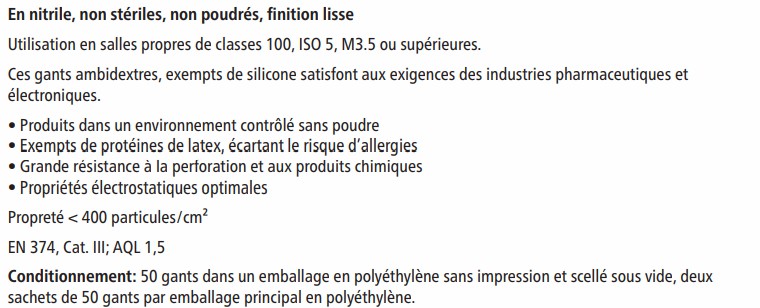 En nitrile, non stériles, non poudrés, finition lisse
Utilisation en salles propres de classes 100, ISO 5, M3.5 ou supérieures.
Ces gants ambidextres, exempts de silicone satisfont aux exigences des industries pharmaceutiques et
électroniques.
• Produits dans un environnement contrôlé sans poudre
• Exempts de protéines de latex, écartant le risque d'allergies
• Grande résistance à la perforation et aux produits chimiques
• Propriétés électrostatiques optimales
Propreté < 400 particules/cm²
EN 374, Cat. III; AQL 1,5
Conditionnement: 50 gants dans un emballage en polyéthylène sans impression et scellé sous vide, deux
sachets de 50 gants par emballage principal en polyéthylène.